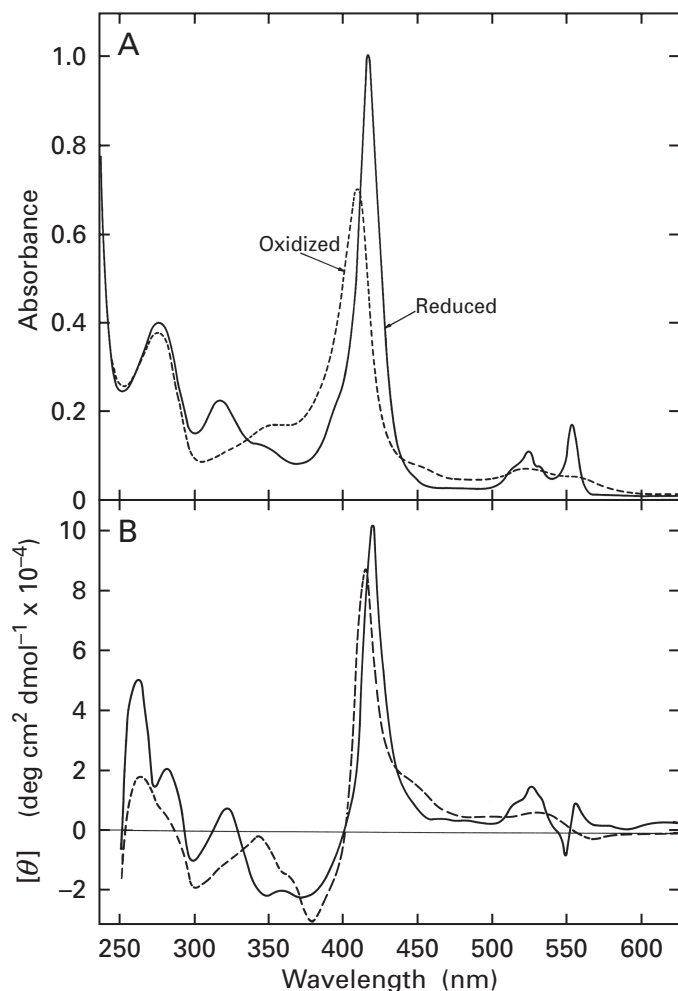 A
1.0
0.8
0.6
0.4
0.2
0
Absorbance
Oxidized
Reduced
B
10
8
6
4
2
0
−2
[θ] (deg cm² dmol⁻¹ x 10⁻⁴)
250 300 350 400 450 500 550 600
Wavelength (nm)